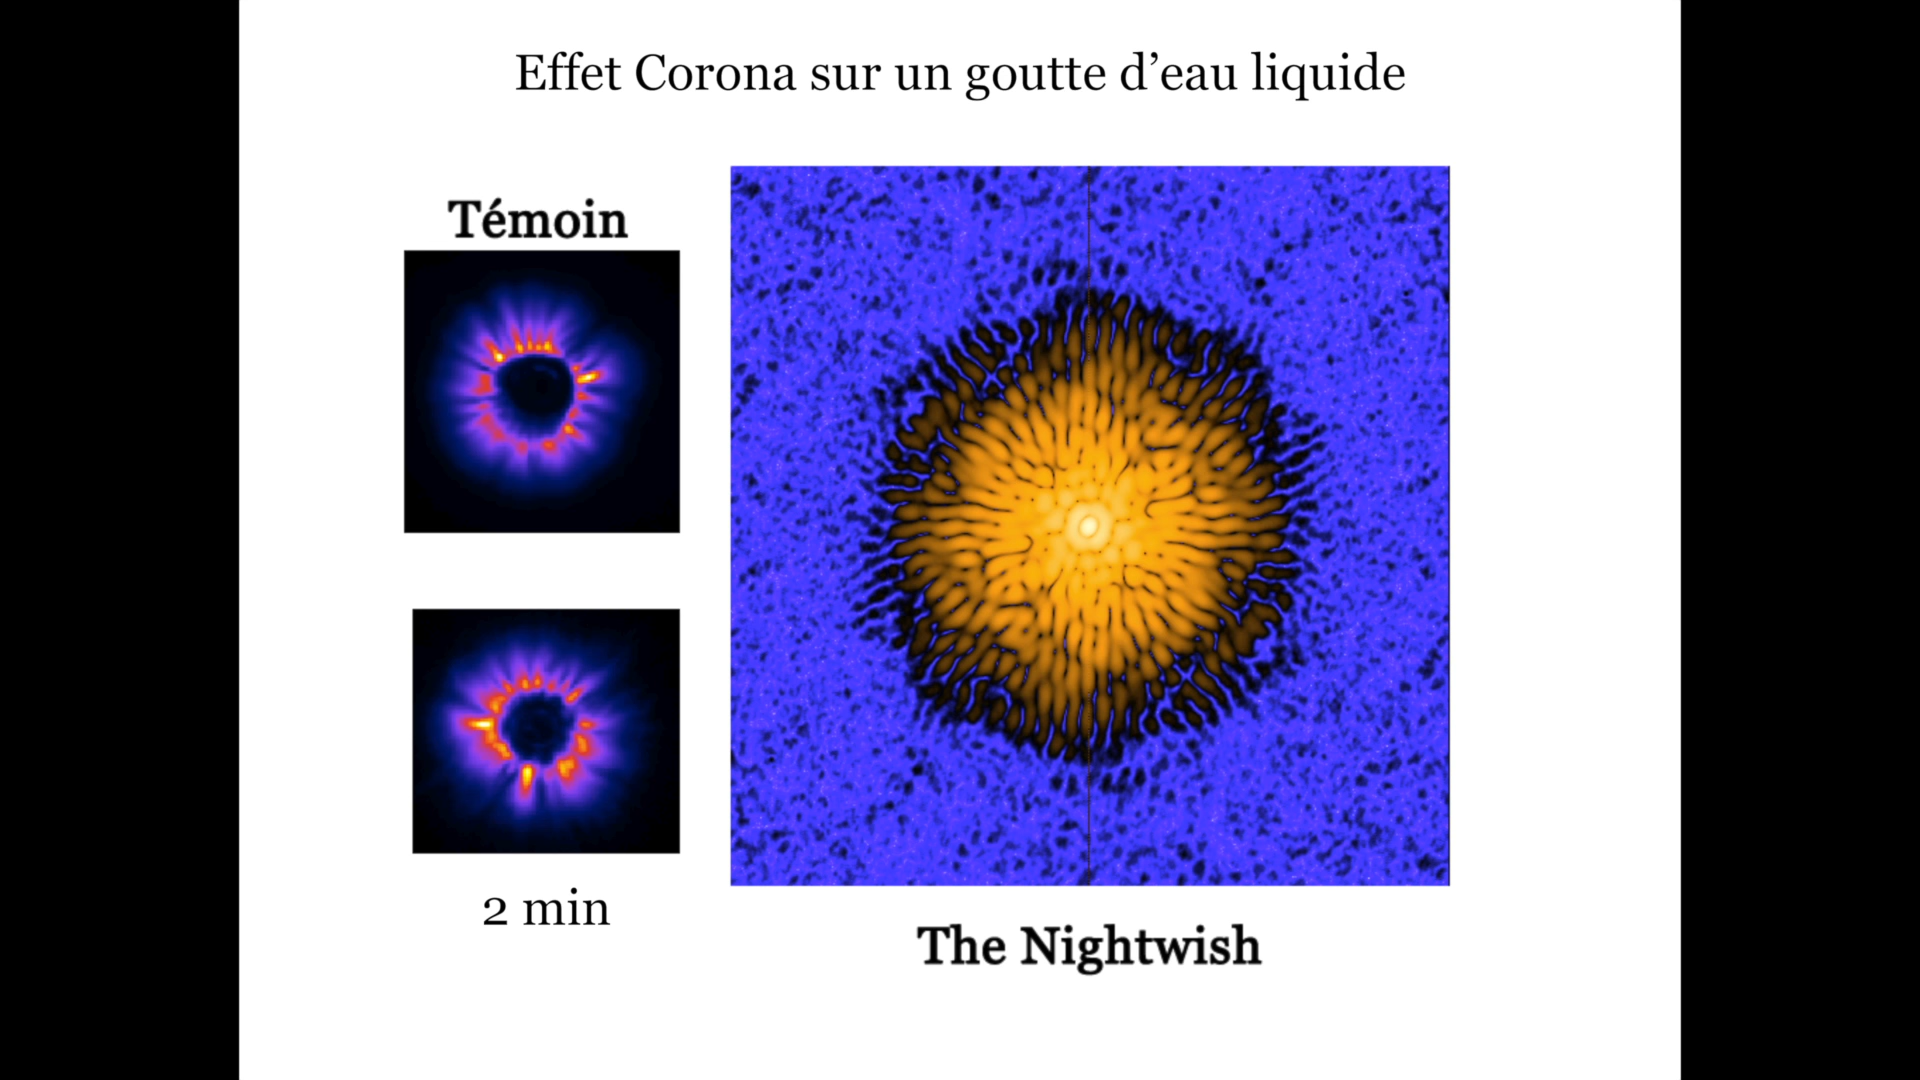 Effet Corona sur un goutte d’eau liquide
Témoin
2 min
The Nightwish